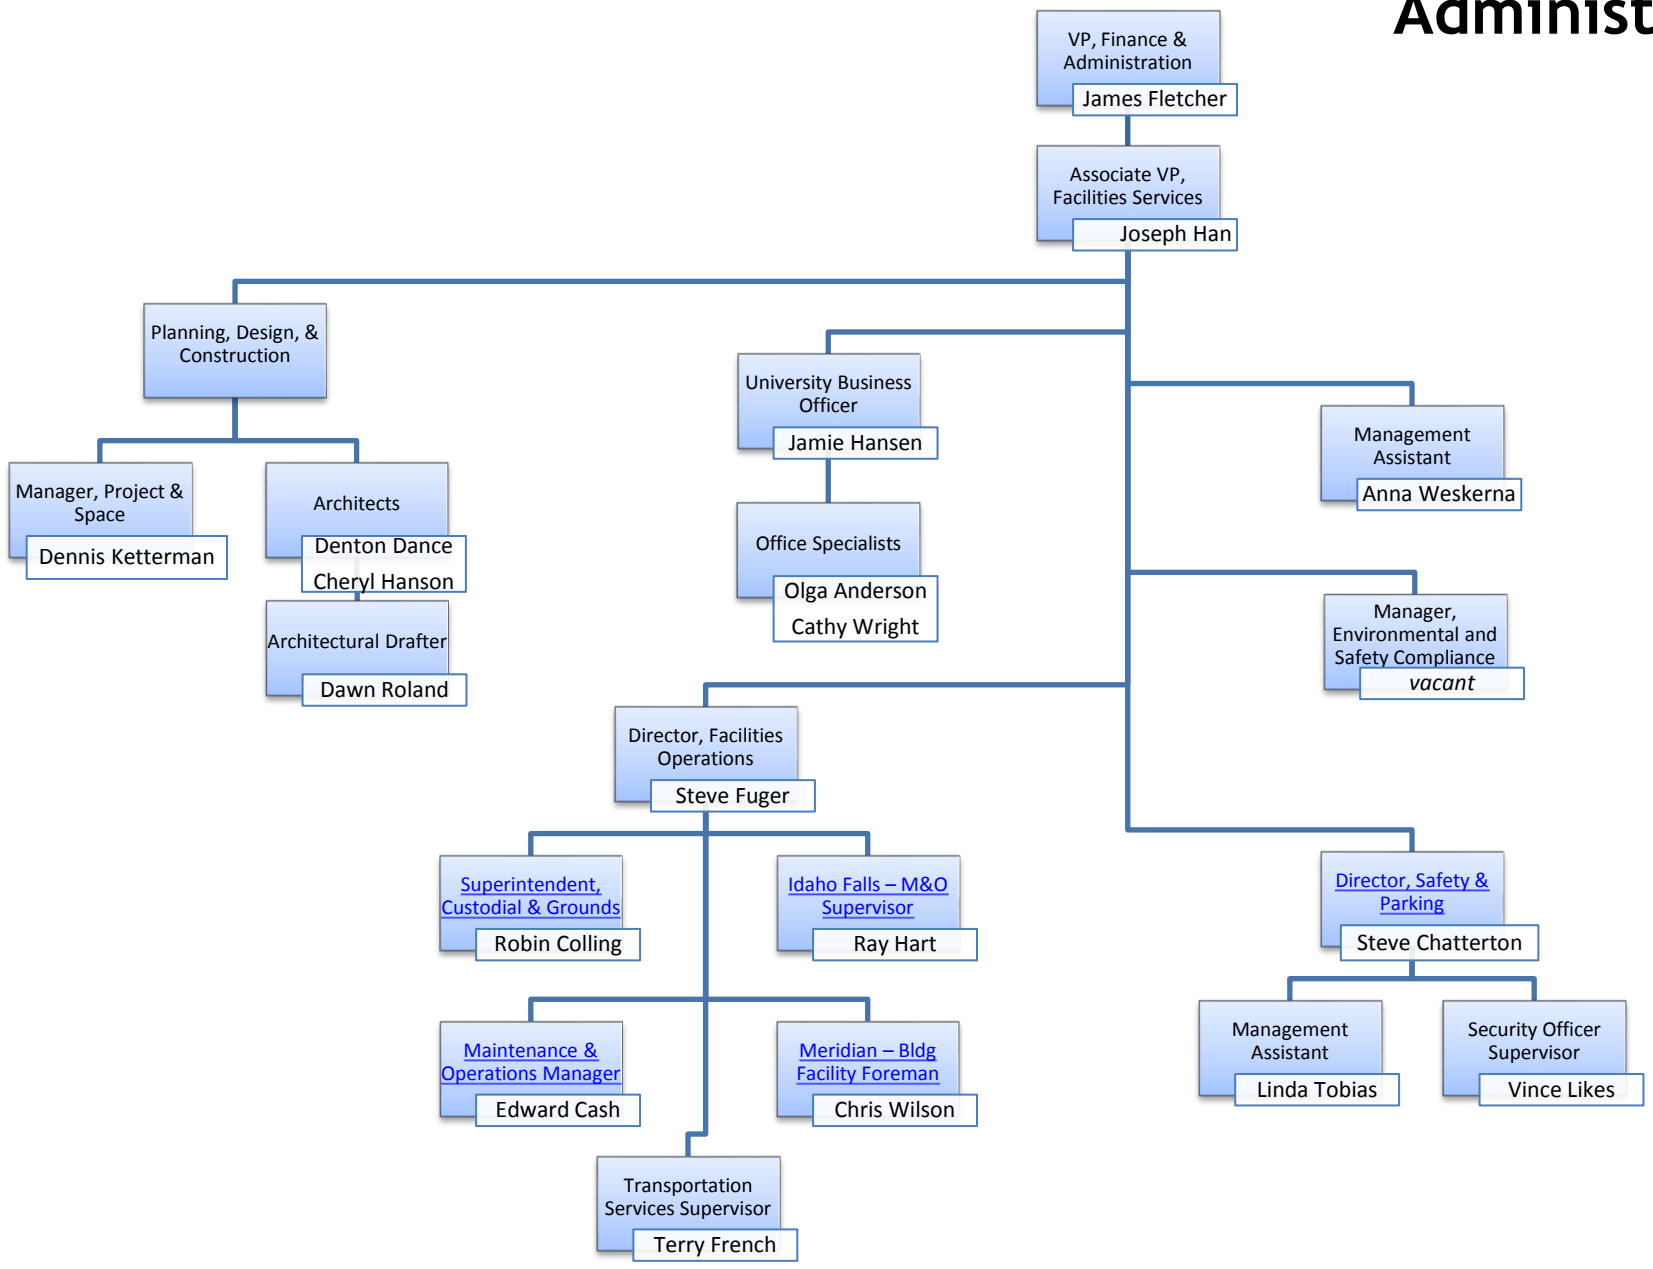 Administ
VP, Finance &
Administration
James Fletcher
Associate VP,
Facilities Services
Joseph Han
Planning, Design, &
Construction
Manager, Project &
Space
Dennis Ketterman
Architects
Denton Dance
Cheryl Hanson
Architectural Drafter
Dawn Roland
University Business
Officer
Jamie Hansen
Office Specialists
Olga Anderson
Cathy Wright
Management
Assistant
Anna Weskerna
Manager,
Environmental and
Safety Compliance
vacant
Director, Facilities
Operations
Steve Fuger
Superintendent,
Custodial & Grounds
Robin Colling
Idaho Falls – M&O
Supervisor
Ray Hart
Maintenance &
Operations Manager
Edward Cash
Meridian – Bldg
Facility Foreman
Chris Wilson
Transportation
Services Supervisor
Terry French
Director, Safety &
Parking
Steve Chatterton
Management
Assistant
Linda Tobias
Security Officer
Supervisor
Vince Likes